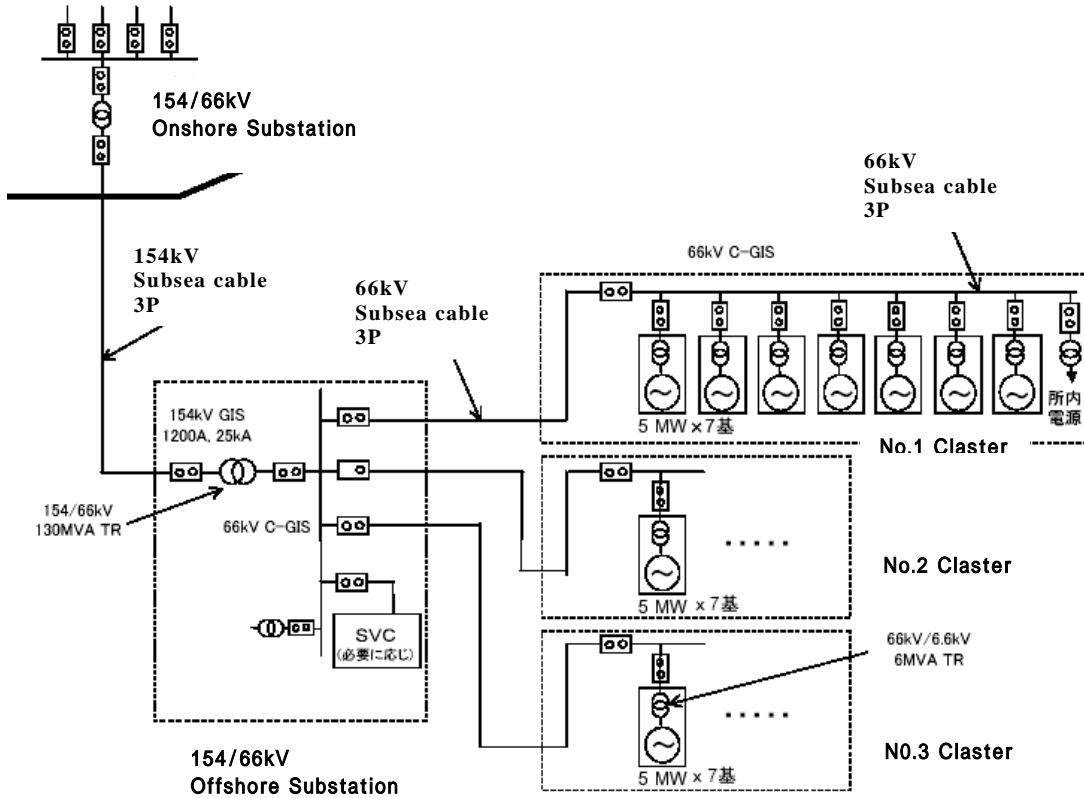 154/66kV
Onshore Substation
66kV
Subsea cable
3P
154kV
Subsea cable
3P
66kV
Subsea cable
3P
66kV C-GIS
所内
電源
5 MW x 7基
No.1 Claster
154kV GIS
1200A, 25kA
154/66kV
130MVA TR
66kV C-GIS
SVC
(必要に応じ)
5 MW x 7基
No.2 Claster
66kV/6.6kV
6MVA TR
5 MW x 7基
N0.3 Claster
154/66kV
Offshore Substation